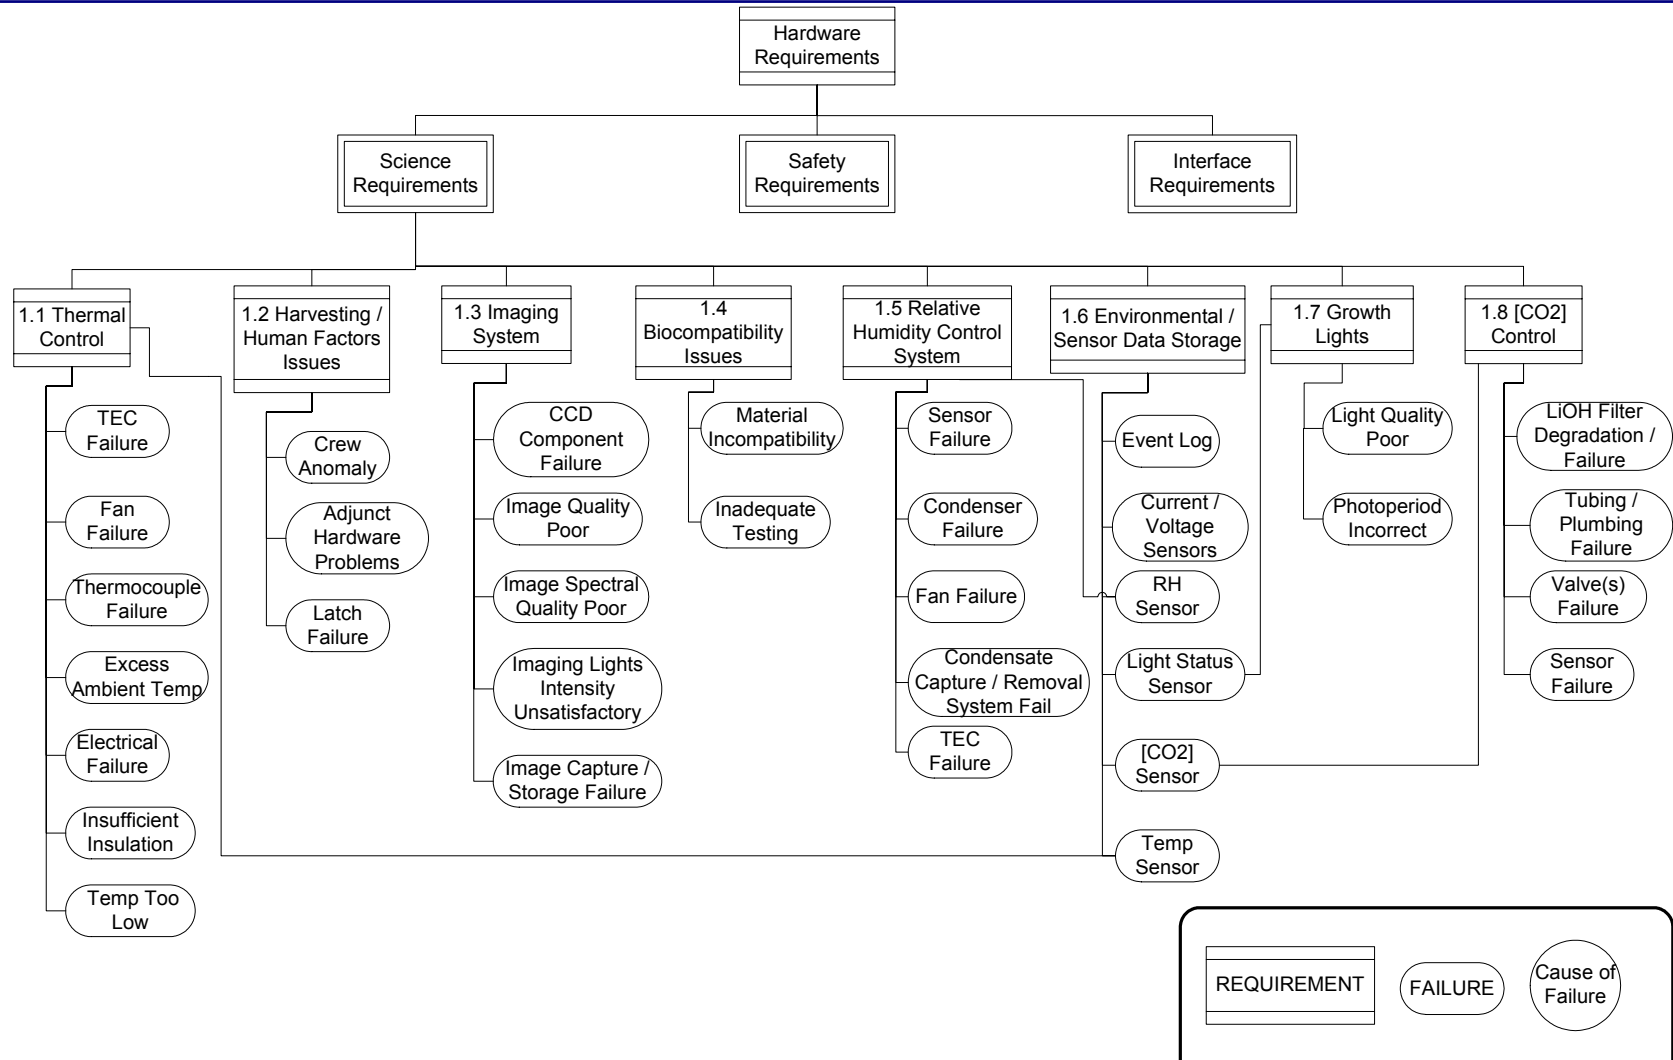 Hardware
Requirements
Science
Requirements
Safety
Requirements
Interface
Requirements
1.1 Thermal
Control
TEC
Failure
Fan
Failure
Thermocouple
Failure
Excess
Ambient Temp
Electrical
Failure
Insufficient
Insulation
Temp Too
Low
1.2 Harvesting /
Human Factors
Issues
Crew
Anomaly
Adjunct
Hardware
Problems
Latch
Failure
1.3 Imaging
System
CCD
Component
Failure
Image Quality
Poor
Image Spectral
Quality Poor
Imaging Lights
Intensity
Unsatisfactory
Image Capture /
Storage Failure
1.4
Biocompatibility
Issues
Material
Incompatibility
Inadequate
Testing
1.5 Relative
Humidity Control
System
Sensor
Failure
Condenser
Failure
Fan Failure
Condensate
Capture / Removal
System Fail
TEC
Failure
1.6 Environmental /
Sensor Data Storage
Event Log
Current /
Voltage
Sensors
RH
Sensor
Light Status
Sensor
[CO2]
Sensor
Temp
Sensor
1.7 Growth
Lights
Light Quality
Poor
Photoperiod
Incorrect
1.8 [CO2]
Control
LiOH Filter
Degradation /
Failure
Tubing /
Plumbing
Failure
Valve(s)
Failure
Sensor
Failure
REQUIREMENT
FAILURE
Cause of
Failure